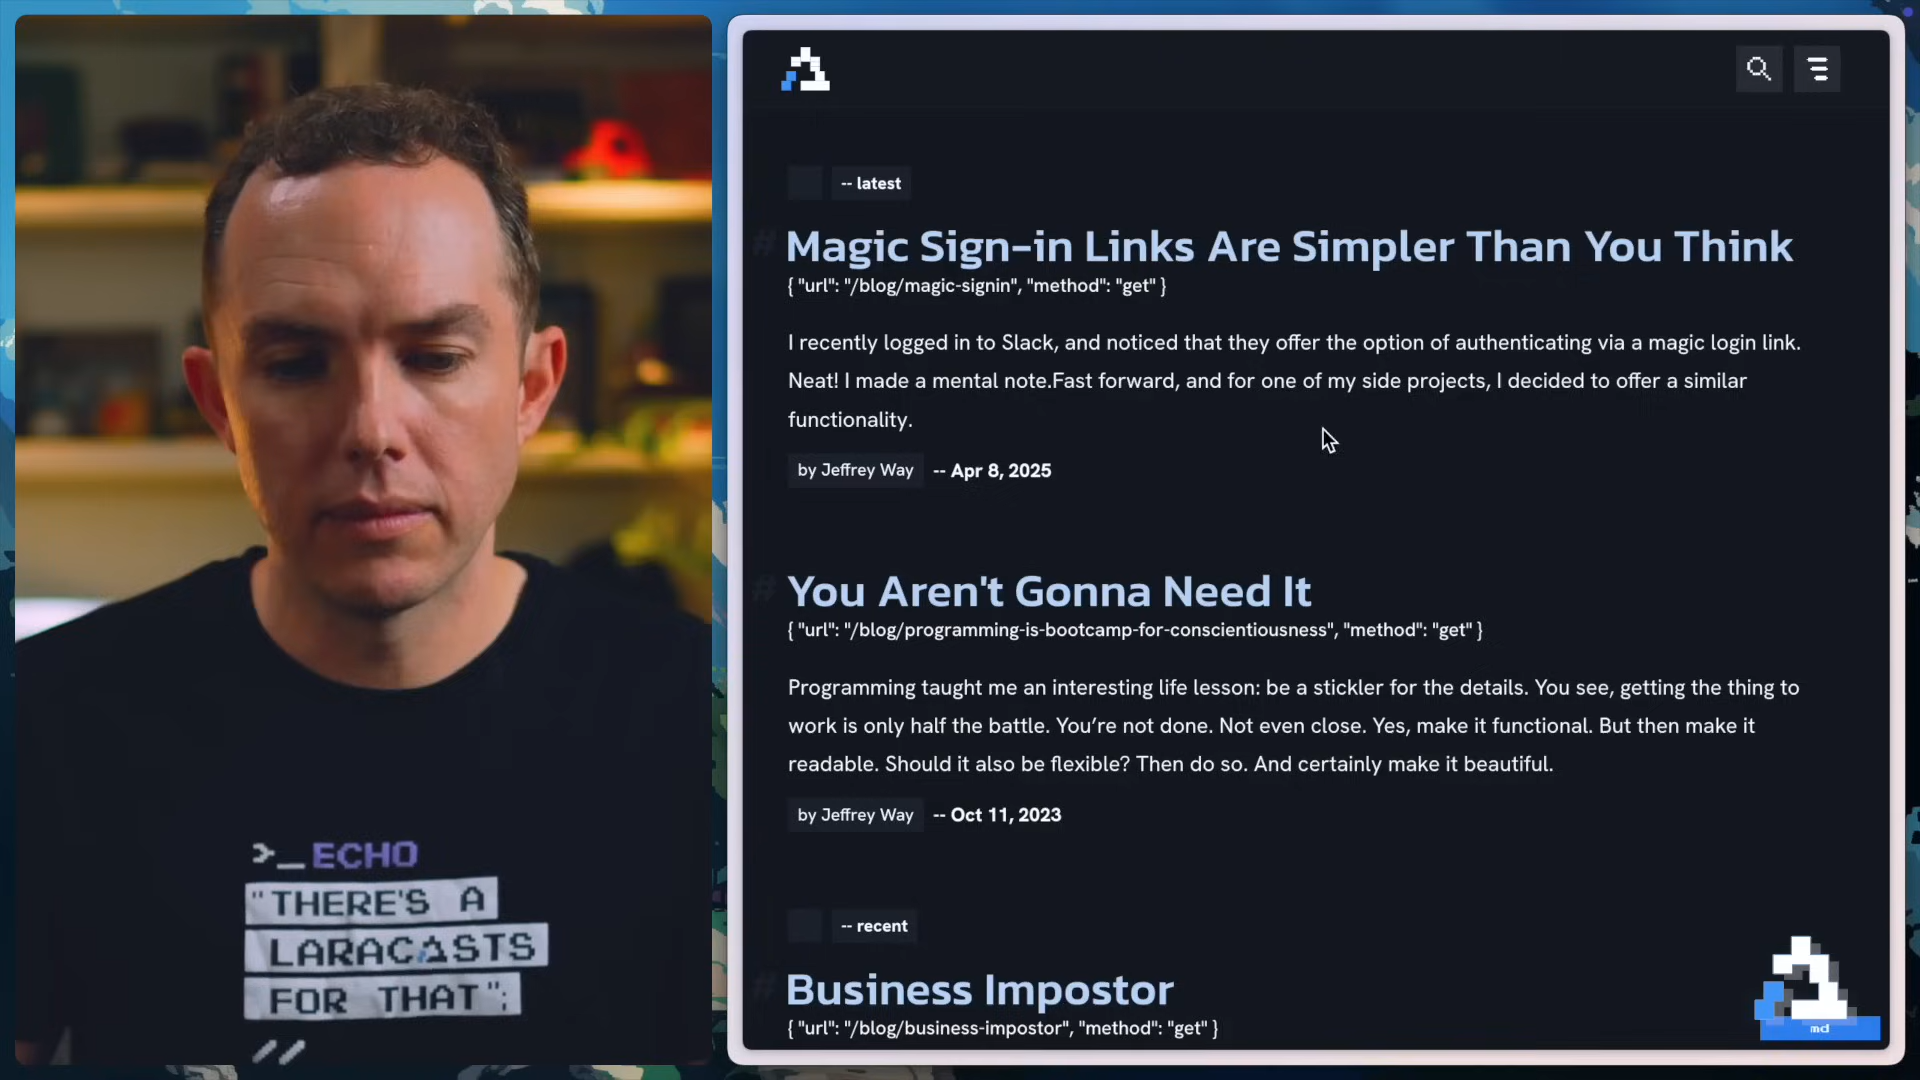 >_ECHO
"THERE'S A
LARACASTS
FOR THAT";
//
-- latest
# Magic Sign-in Links Are Simpler Than You Think
{ "url": "/blog/magic-signin", "method": "get" }
I recently logged in to Slack, and noticed that they offer the option of authenticating via a magic login link.
Neat! I made a mental note.Fast forward, and for one of my side projects, I decided to offer a similar
functionality.
by Jeffrey Way -- Apr 8, 2025
# You Aren't Gonna Need It
{ "url": "/blog/programming-is-bootcamp-for-conscientiousness", "method": "get" }
Programming taught me an interesting life lesson: be a stickler for the details. You see, getting the thing to
work is only half the battle. You’re not done. Not even close. Yes, make it functional. But then make it
readable. Should it also be flexible? Then do so. And certainly make it beautiful.
by Jeffrey Way -- Oct 11, 2023
-- recent
# Business Impostor
{ "url": "/blog/business-impostor", "method": "get" }
md